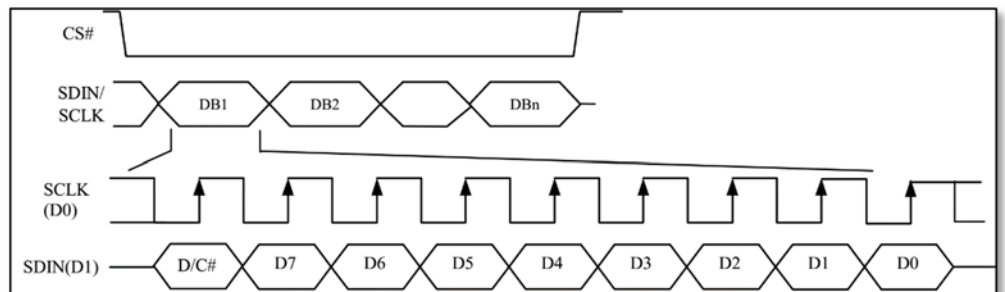 CS#
SDIN/
SCLK
DB1 DB2 DBn
SCLK
(D0)
SDIN(D1) D/C# D7 D6 D5 D4 D3 D2 D1 D0